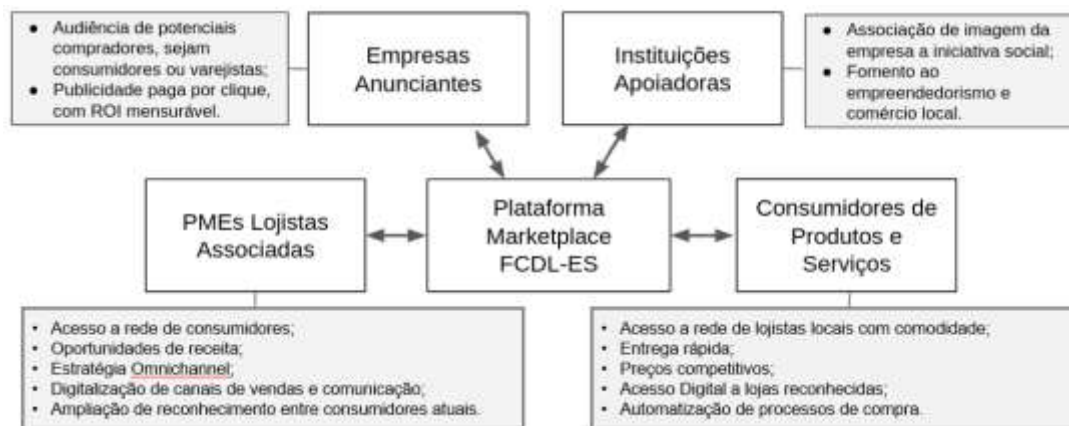 ● Audiência de potenciais
compradores, sejam
consumidores ou varejistas;
● Publicidade paga por clique,
com ROI mensurável.
Empresas
Anunciantes
Instituições
Apoiadoras
● Associação de imagem da
empresa a iniciativa social;
● Fomento ao
empreendedorismo e
comércio local.
PMEs Lojistas
Associadas
Plataforma
Marketplace
FCDL-ES
Consumidores de
Produtos e
Serviços
• Acesso a rede de consumidores;
• Oportunidades de receita;
• Estratégia Omnichannel;
• Digitalização de canais de vendas e comunicação;
• Ampliação de reconhecimento entre consumidores atuais.
• Acesso a rede de lojistas locais com comodidade;
• Entrega rápida;
• Preços competitivos;
• Acesso Digital a lojas reconhecidas;
• Automatização de processos de compra.